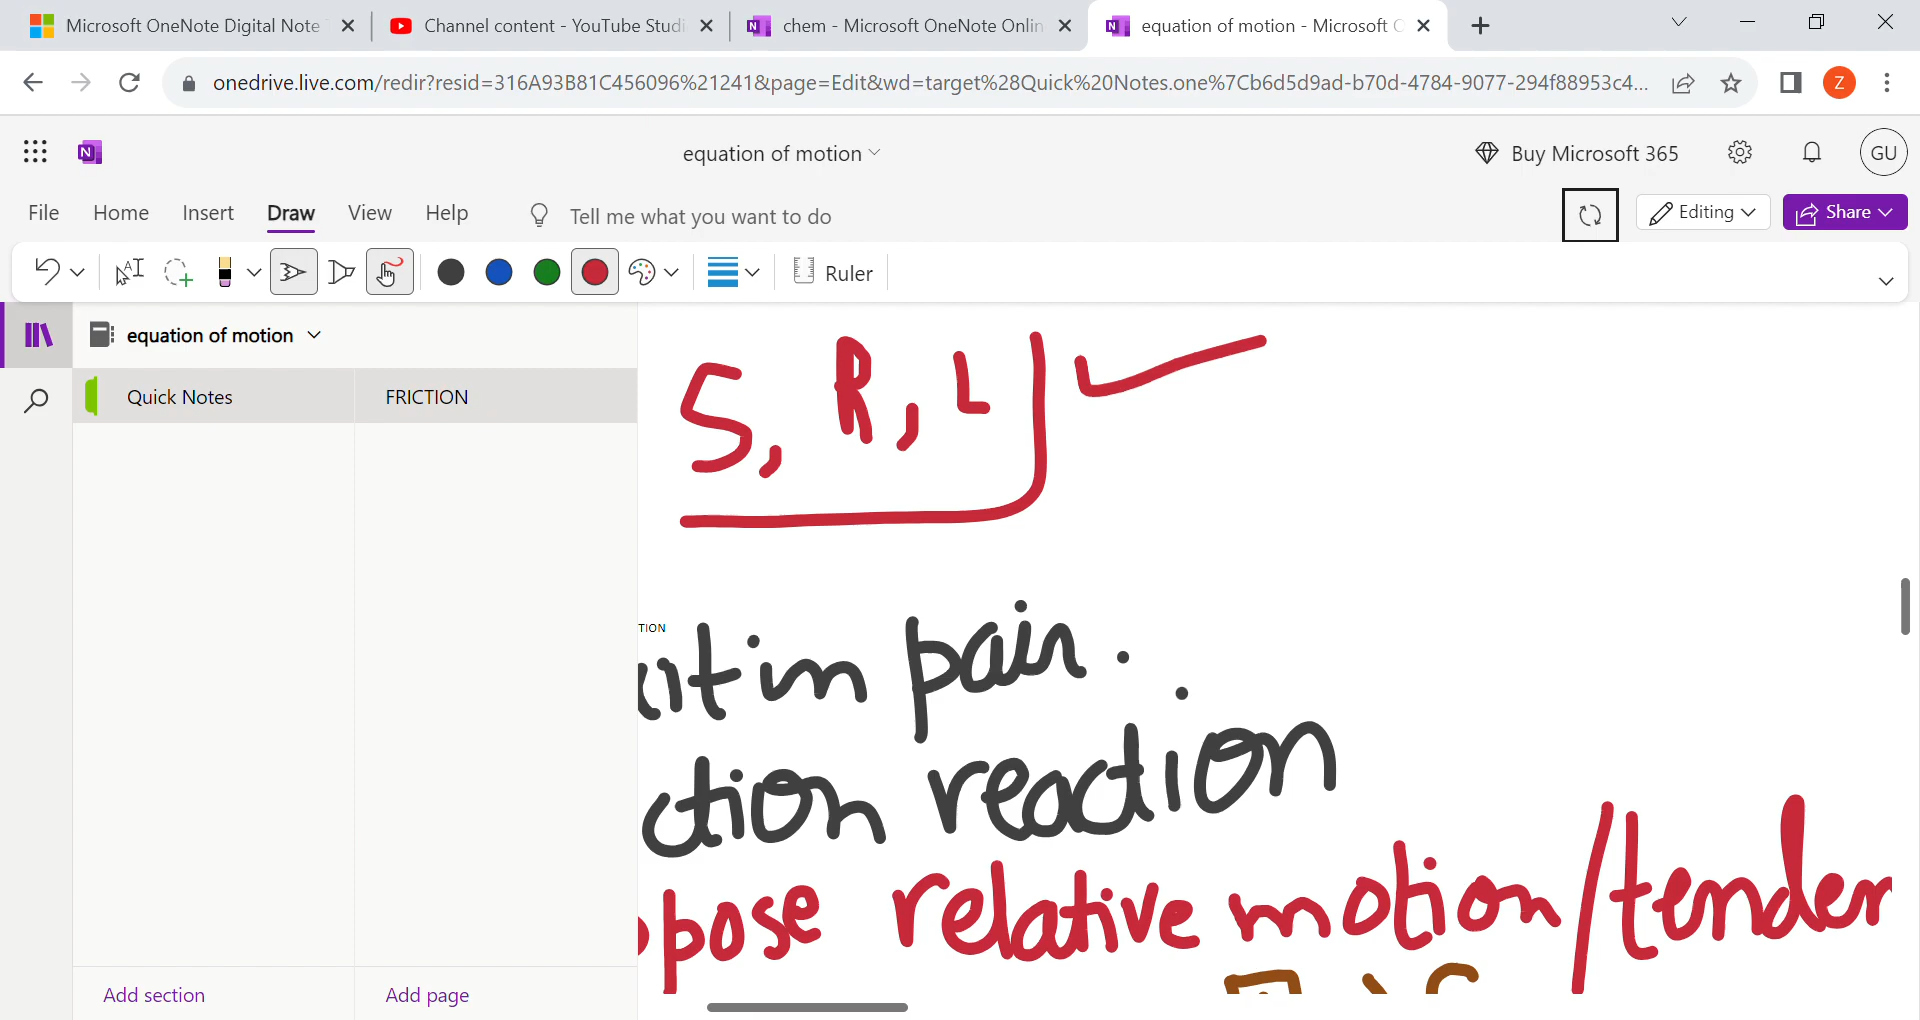 Microsoft OneNote Digital Note T
Channel content - YouTube Studi
chem - Microsoft OneNote Onlin
equation of motion - Microsoft O
onedrive.live.com/redir?resid=316A93B81C456096%21241&page=Edit&wd=target%28Quick%20Notes.one%7Cb6d5d9ad-b70d-4784-9077-294f88953c4...
Z
N
equation of motion
Buy Microsoft 365
GU
File Home Insert Draw View Help Tell me what you want to do
Editing
Share
Ruler
equation of motion
Quick Notes
FRICTION
S, R, L
TION
xit in pair.
ction reaction
pose relative motion/tender
Add section
Add page